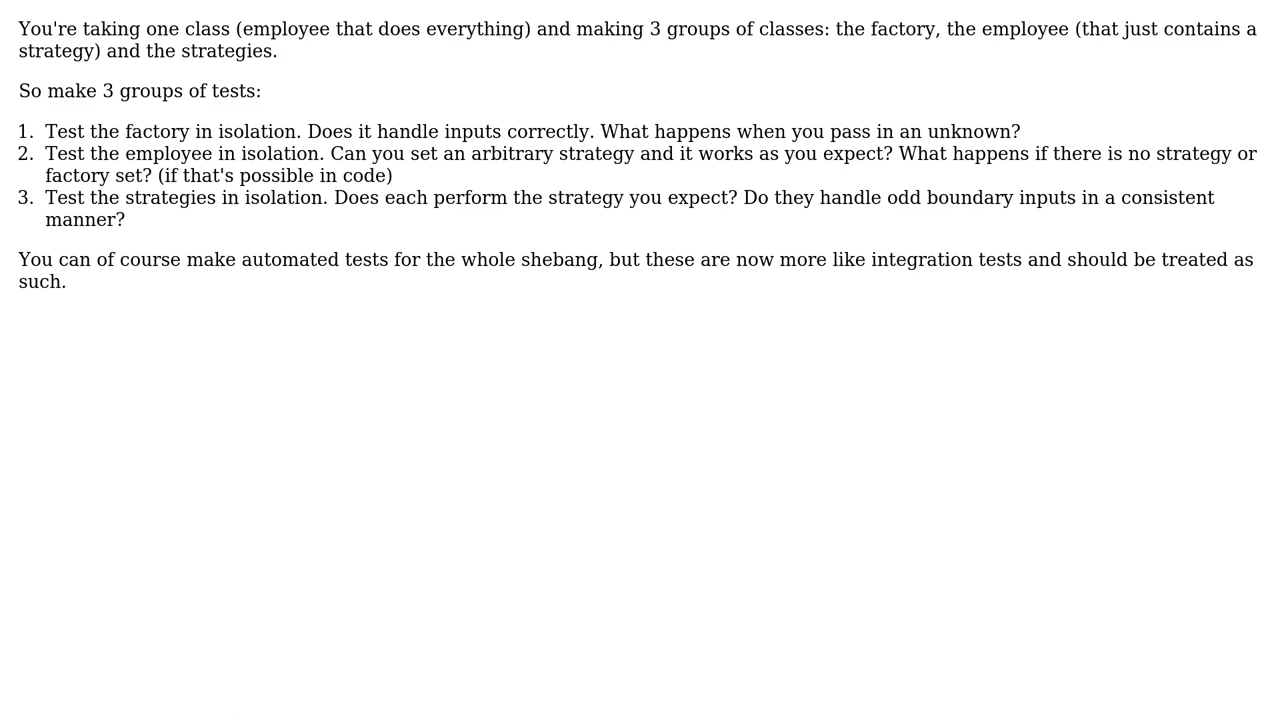 You're taking one class (employee that does everything) and making 3 groups of classes: the factory, the employee (that just contains a
strategy) and the strategies.
So make 3 groups of tests:
1. Test the factory in isolation. Does it handle inputs correctly. What happens when you pass in an unknown?
2. Test the employee in isolation. Can you set an arbitrary strategy and it works as you expect? What happens if there is no strategy or
factory set? (if that's possible in code)
3. Test the strategies in isolation. Does each perform the strategy you expect? Do they handle odd boundary inputs in a consistent
manner?
You can of course make automated tests for the whole shebang, but these are now more like integration tests and should be treated as
such.